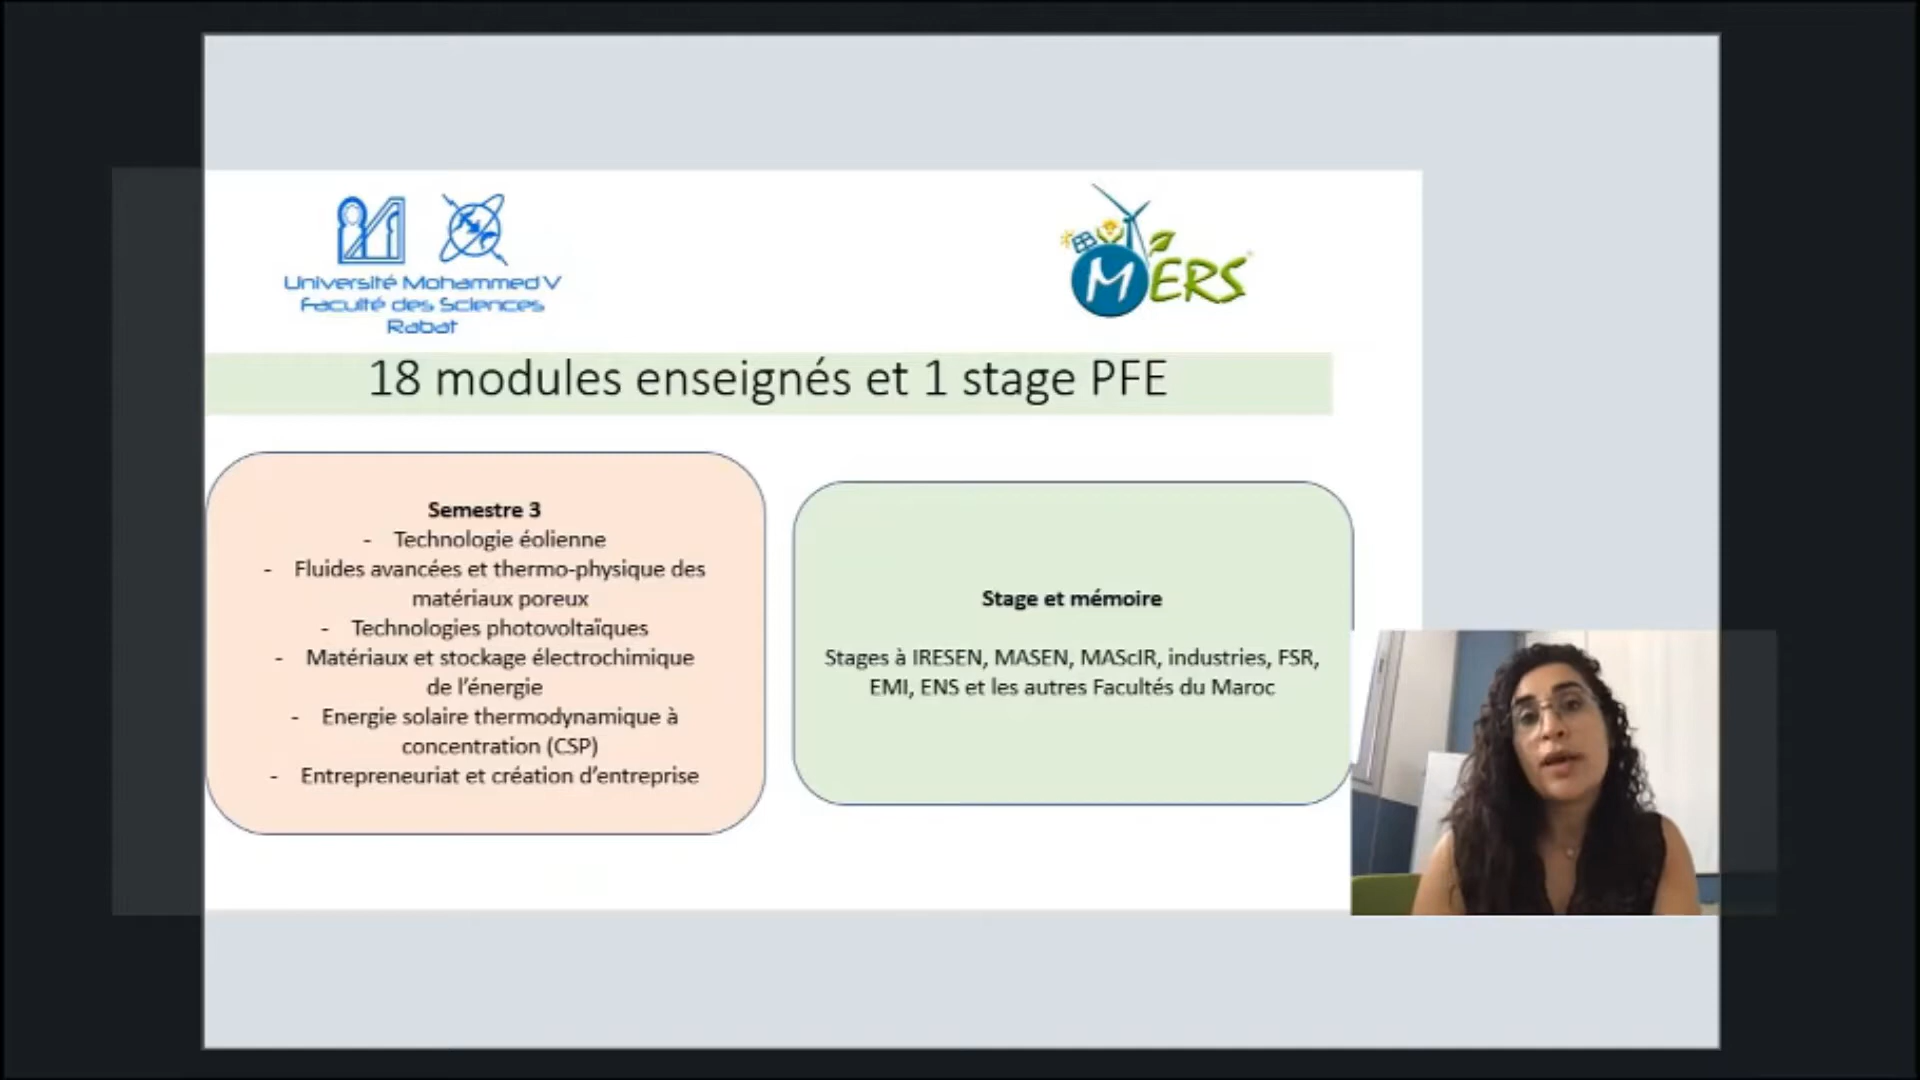 Université Mohammed V
Faculté des Sciences
Rabat
MERS
18 modules enseignés et 1 stage PFE
Semestre 3
- Technologie éolienne
- Fluides avancées et thermo-physique des
matériaux poreux
- Technologies photovoltaïques
- Matériaux et stockage électrochimique
de l’énergie
- Energie solaire thermodynamique à
concentration (CSP)
- Entrepreneuriat et création d’entreprise
Stage et mémoire
Stages à IRESEN, MASEN, MAScIR, industries, FSR,
EMI, ENS et les autres Facultés du Maroc